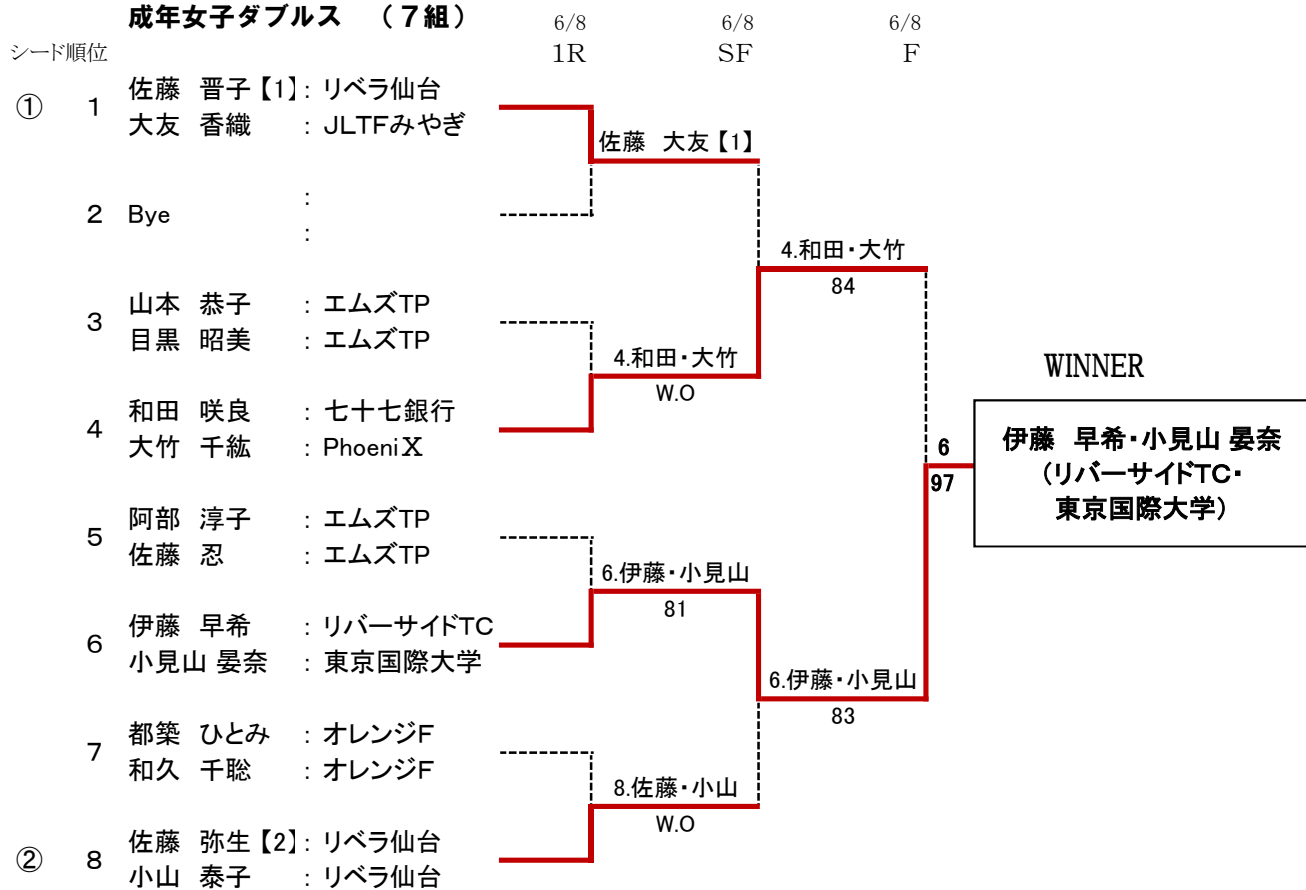 成年女子ダブルス （７組）
6/8 6/8 6/8
シード順位 1R SF F
① 1 佐藤 晋子【1】: リベラ仙台
大友 香織 : JLTFみやぎ
佐藤 大友【1】
2 Bye :
:
4.和田・大竹
84
3 山本 恭子 : エムズTP
目黒 昭美 : エムズTP
4.和田・大竹
W.O
WINNER
4 和田 咲良 : 七十七銀行
大竹 千紘 : PhoeniX
6
97
伊藤 早希・小見山 晏奈
（リバーサイドTC・
東京国際大学）
5 阿部 淳子 : エムズTP
佐藤 忍 : エムズTP
6.伊藤・小見山
81
6 伊藤 早希 : リバーサイドTC
小見山 晏奈 : 東京国際大学
6.伊藤・小見山
83
7 都築 ひとみ : オレンジF
和久 千聡 : オレンジF
8.佐藤・小山
W.O
② 8 佐藤 弥生【2】: リベラ仙台
小山 泰子 : リベラ仙台